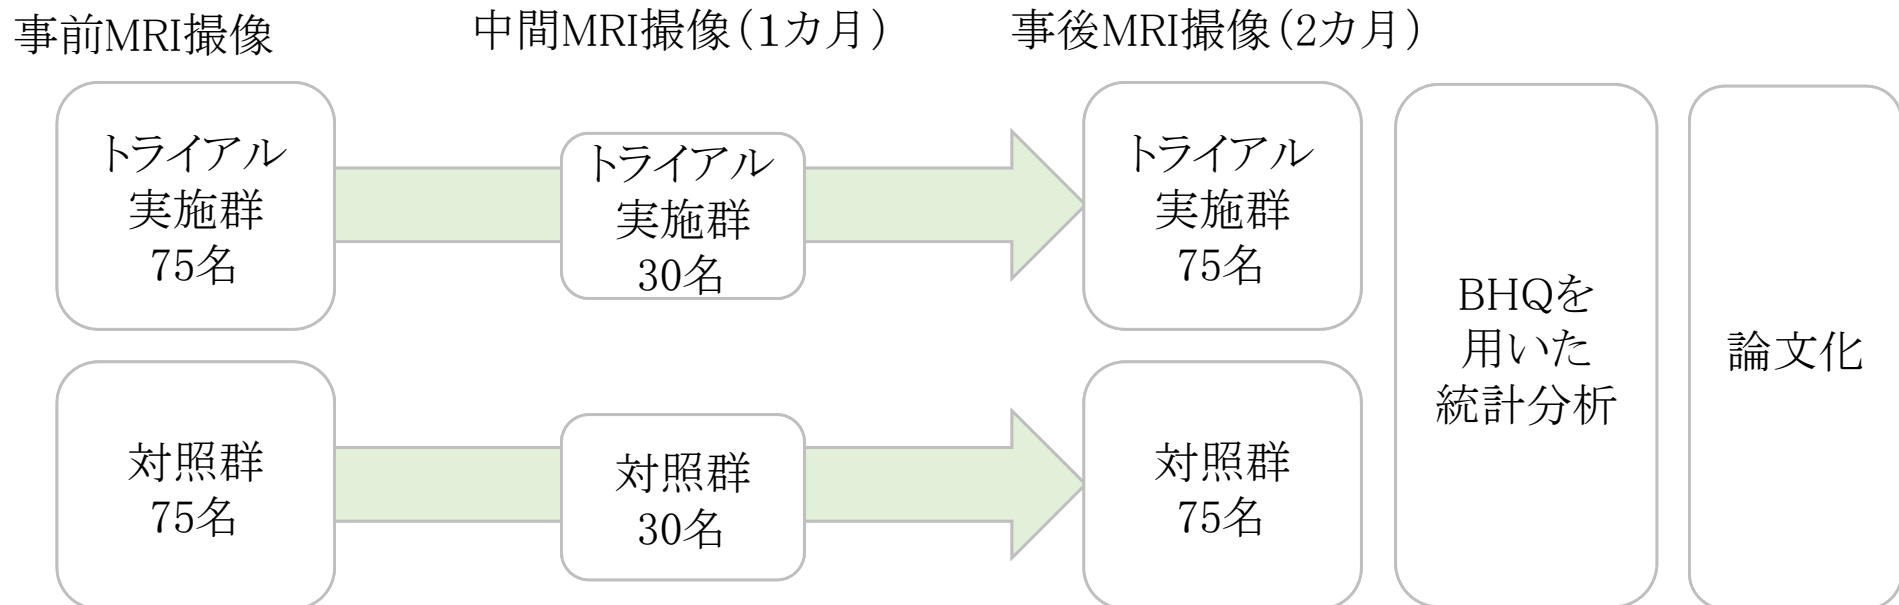 事前MRI撮像
中間MRI撮像（1カ月）
事後MRI撮像（2カ月）
トライアル
実施群
75名
トライアル
実施群
30名
トライアル
実施群
75名
対照群
75名
対照群
30名
対照群
75名
BHQを
用いた
統計分析
論文化